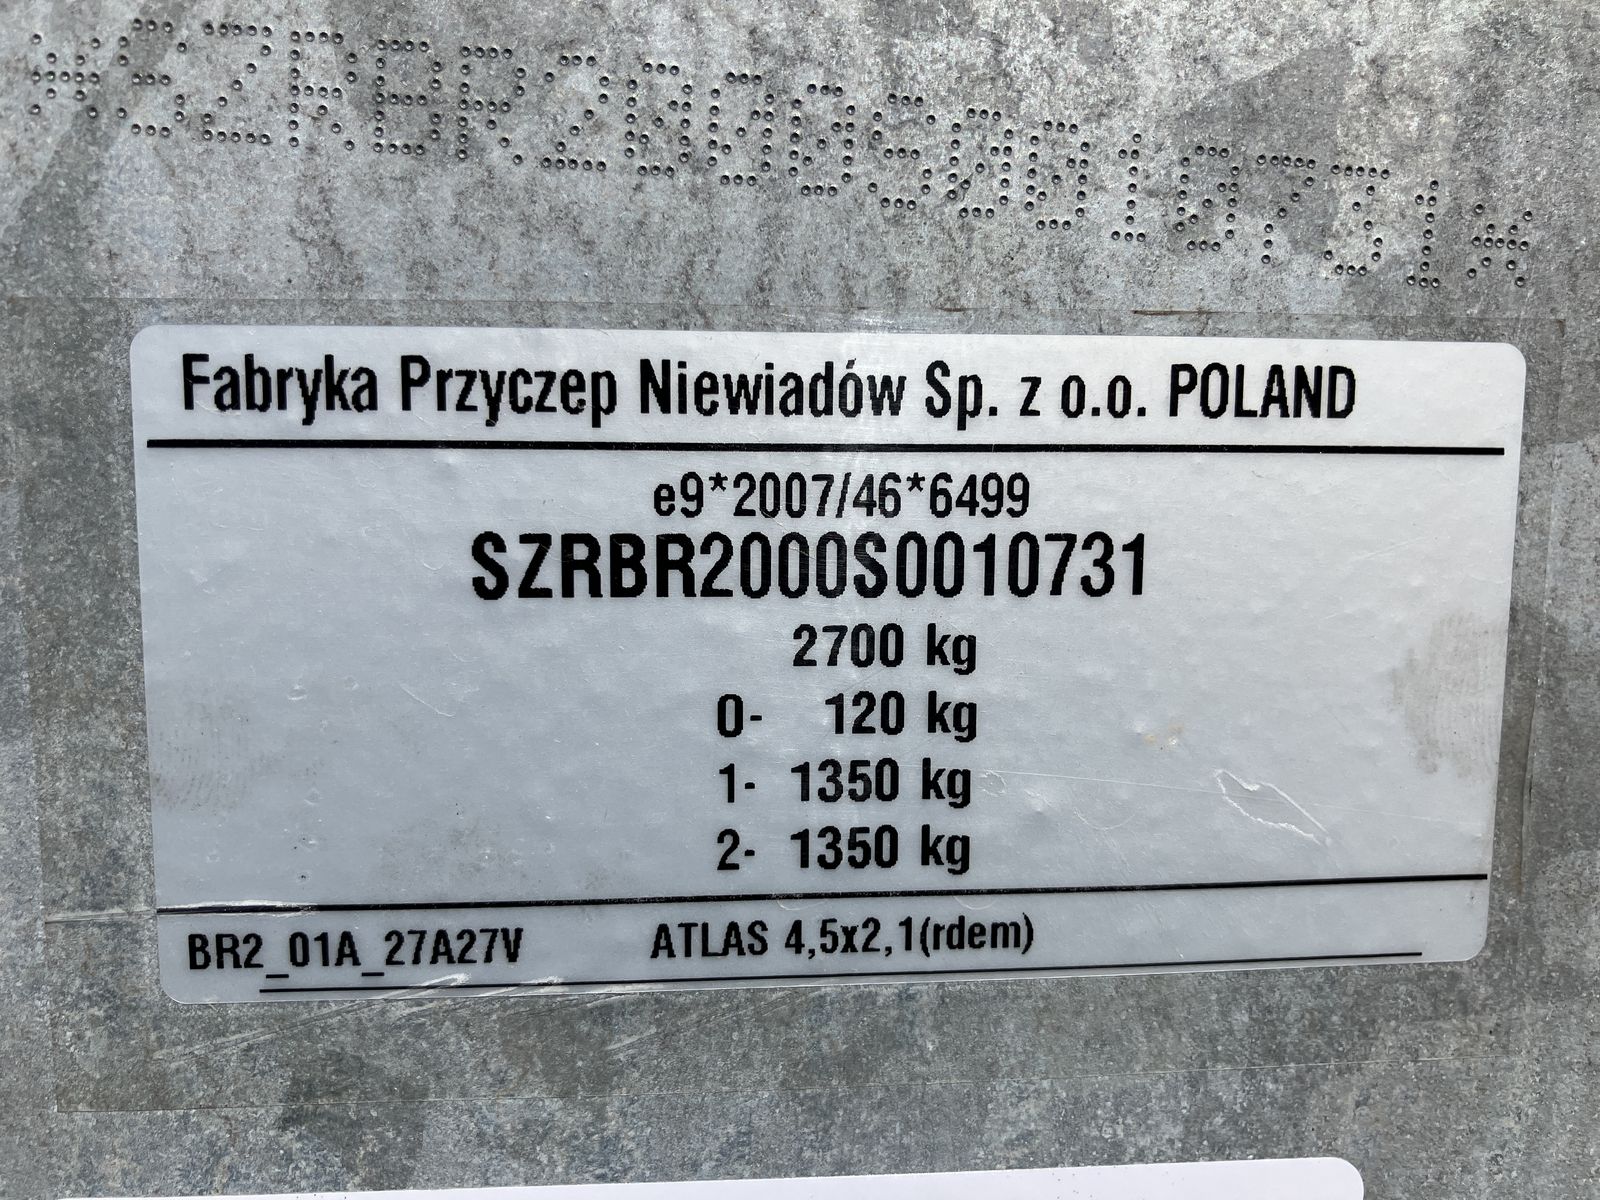 *SZRBR2000S0010731*
Fabryka Przyczep Niewiadów Sp. z o.o. POLAND
e9*2007/46*6499
SZRBR2000S0010731
2700 kg
0- 120 kg
1- 1350 kg
2- 1350 kg
BR2_01A_27A27V ATLAS 4,5x2,1(rdem)